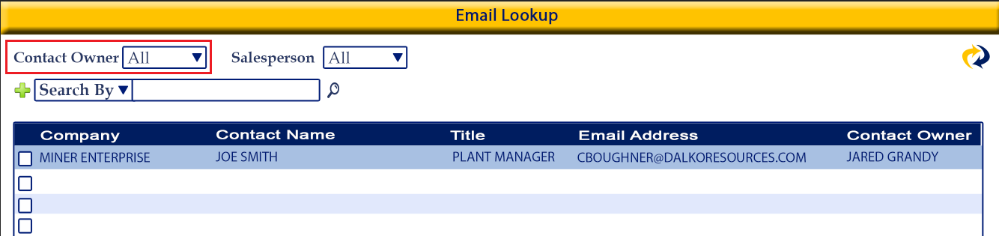 Email Lookup
Contact Owner All Salesperson All
Search By
Company Contact Name Title Email Address Contact Owner
MINER ENTERPRISE JOE SMITH PLANT MANAGER CBOUGHNER@DALKORESOURCES.COM JARED GRANDY